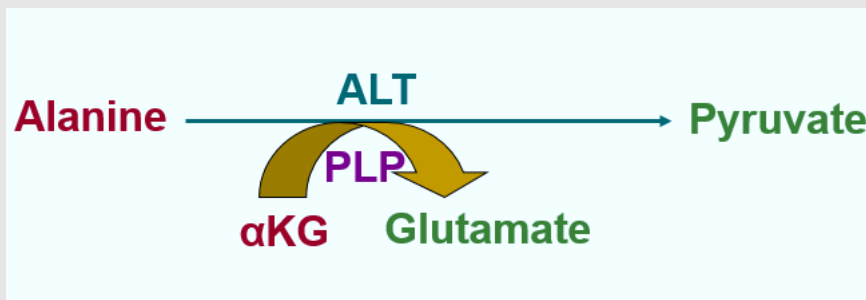 ALT
Alanine
Pyruvate
PLP
αKG
Glutamate